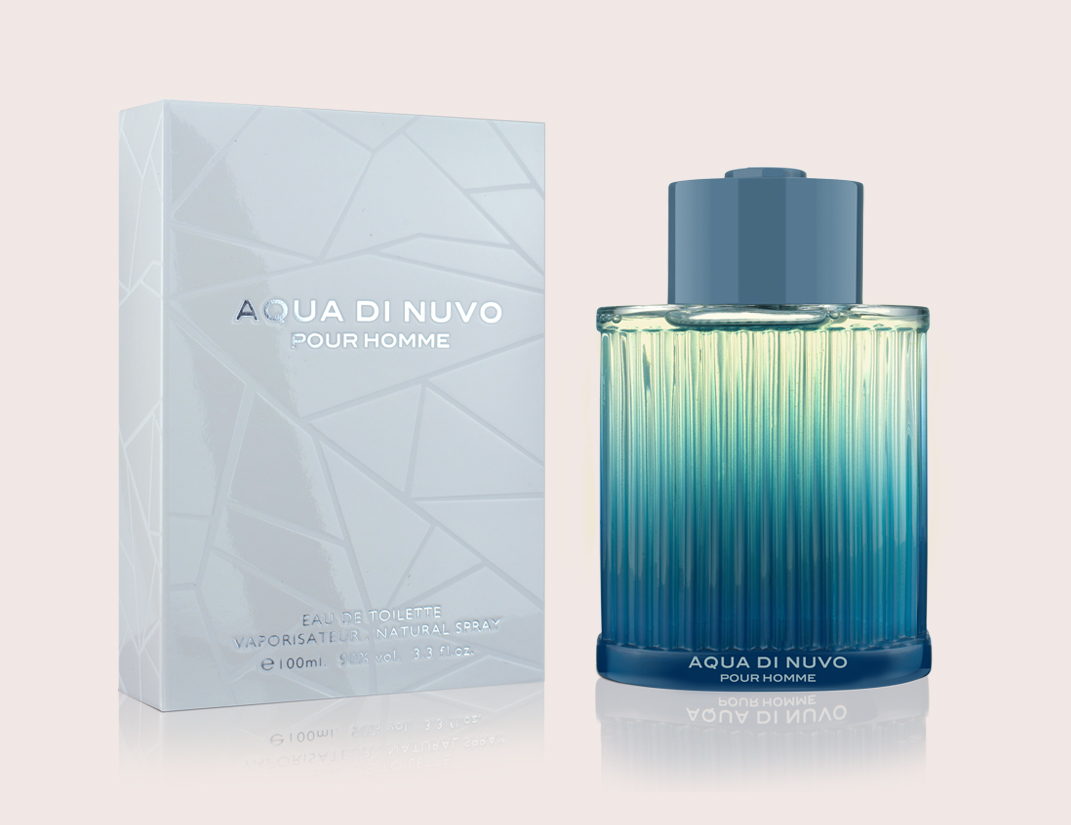 AQUA DI NUVO
POUR HOMME
EAU DE TOILETTE
VAPORISATEUR . NATURAL SPRAY
℮100ml. 90% vol. 3.3 fl.oz.
AQUA DI NUVO
POUR HOMME